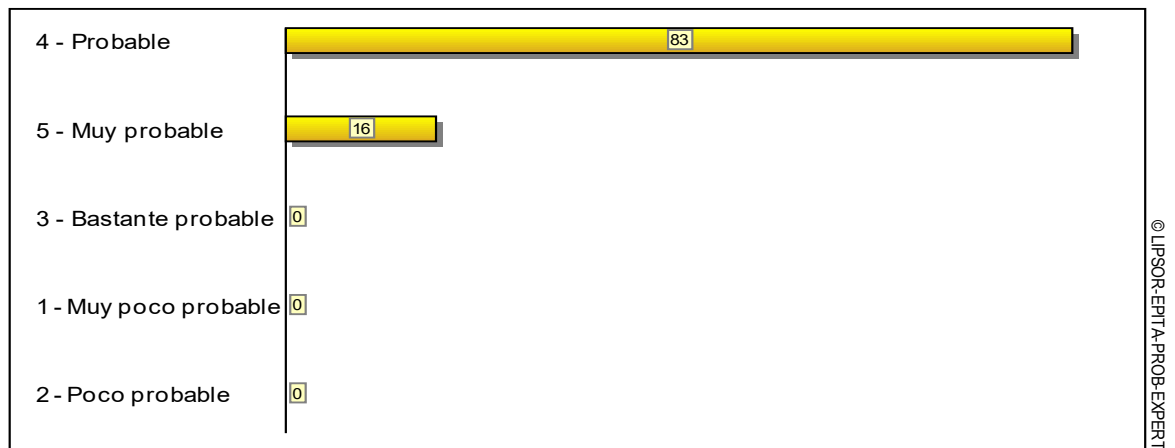 4 - Probable 83
5 - Muy probable 16
3 - Bastante probable 0
1 - Muy poco probable 0
2 - Poco probable 0
© LIPSOR-EPITA-PROB-EXPERT